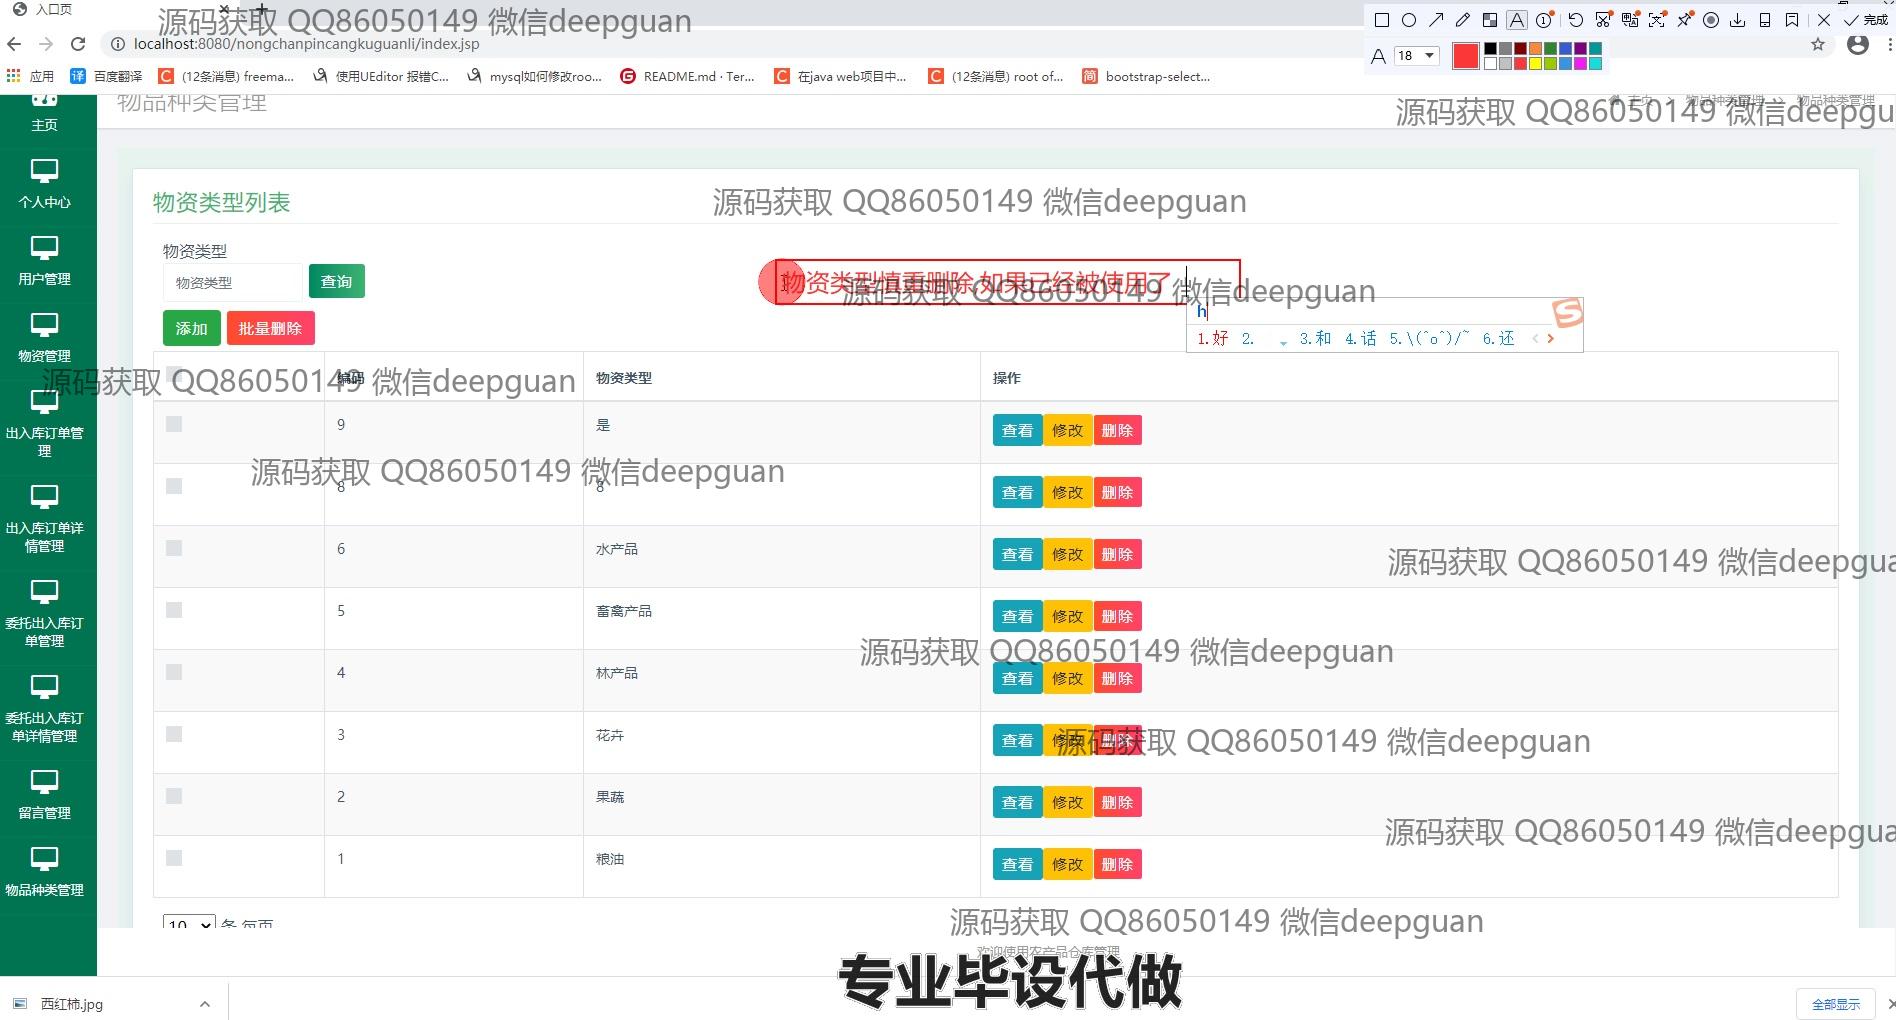 入口页
源码获取 QQ86050149 微信deepguan
完成
localhost:8080/nongchanpincangkuguanli/index.jsp
A 18
应用 百度翻译 (12条消息) freema... 使用UEditor 报错C... mysql如何修改roo... README.md · Ter... 在java web项目中... (12条消息) root of... bootstrap-select...
物品种类管理
主页 物品种类管理 物品种类管理
源码获取 QQ86050149 微信deepgu
主页
个人中心
用户管理
物资管理
出入库订单管
理
出入库订单详
情管理
委托出入库订
单管理
委托出入库订
单详情管理
留言管理
物品种类管理
物资类型列表
源码获取 QQ86050149 微信deepguan
物资类型
物资类型 查询
物资类型慎重删除,如果已经被使用了
源码获取 QQ86050149 微信deepguan
h
1.好 2. 3.和 4.话 5.\(^o^)/~ 6.还
添加 批量删除
源码获取 QQ86050149 微信deepguan
编码 物资类型 操作
9 是 查看 修改 删除
源码获取 QQ86050149 微信deepguan
8 8 查看 修改 删除
6 水产品 查看 修改 删除
源码获取 QQ86050149 微信deepgua
5 畜禽产品 查看 修改 删除
源码获取 QQ86050149 微信deepguan
4 林产品 查看 修改 删除
3 花卉 查看 修改 删除
源码获取 QQ86050149 微信deepguan
2 果蔬 查看 修改 删除
源码获取 QQ86050149 微信deepgua
1 粮油 查看 修改 删除
10 条 每页
源码获取 QQ86050149 微信deepguan
欢迎使用农产品仓库管理
专业毕设代做
西红柿.jpg
全部显示